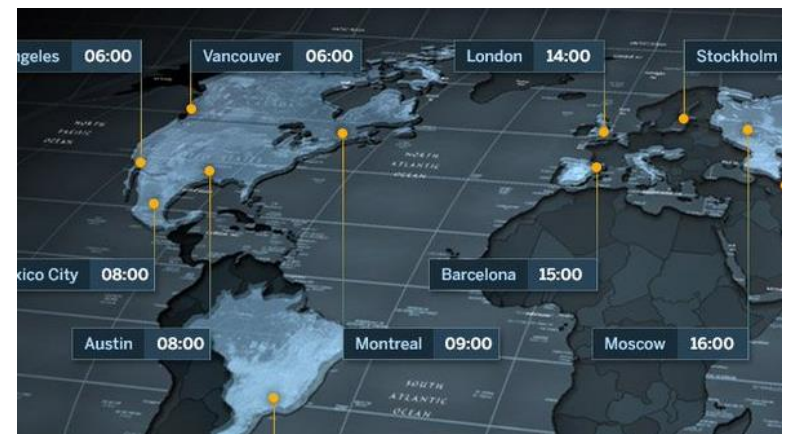 ngeles 06:00
Vancouver 06:00
London 14:00
Stockholm
NORTH
PACIFIC
OCEAN
NORTH
ATLANTIC
OCEAN
xico City 08:00
Barcelona 15:00
Austin 08:00
Montreal 09:00
Moscow 16:00
SOUTH
ATLANTIC
OCEAN